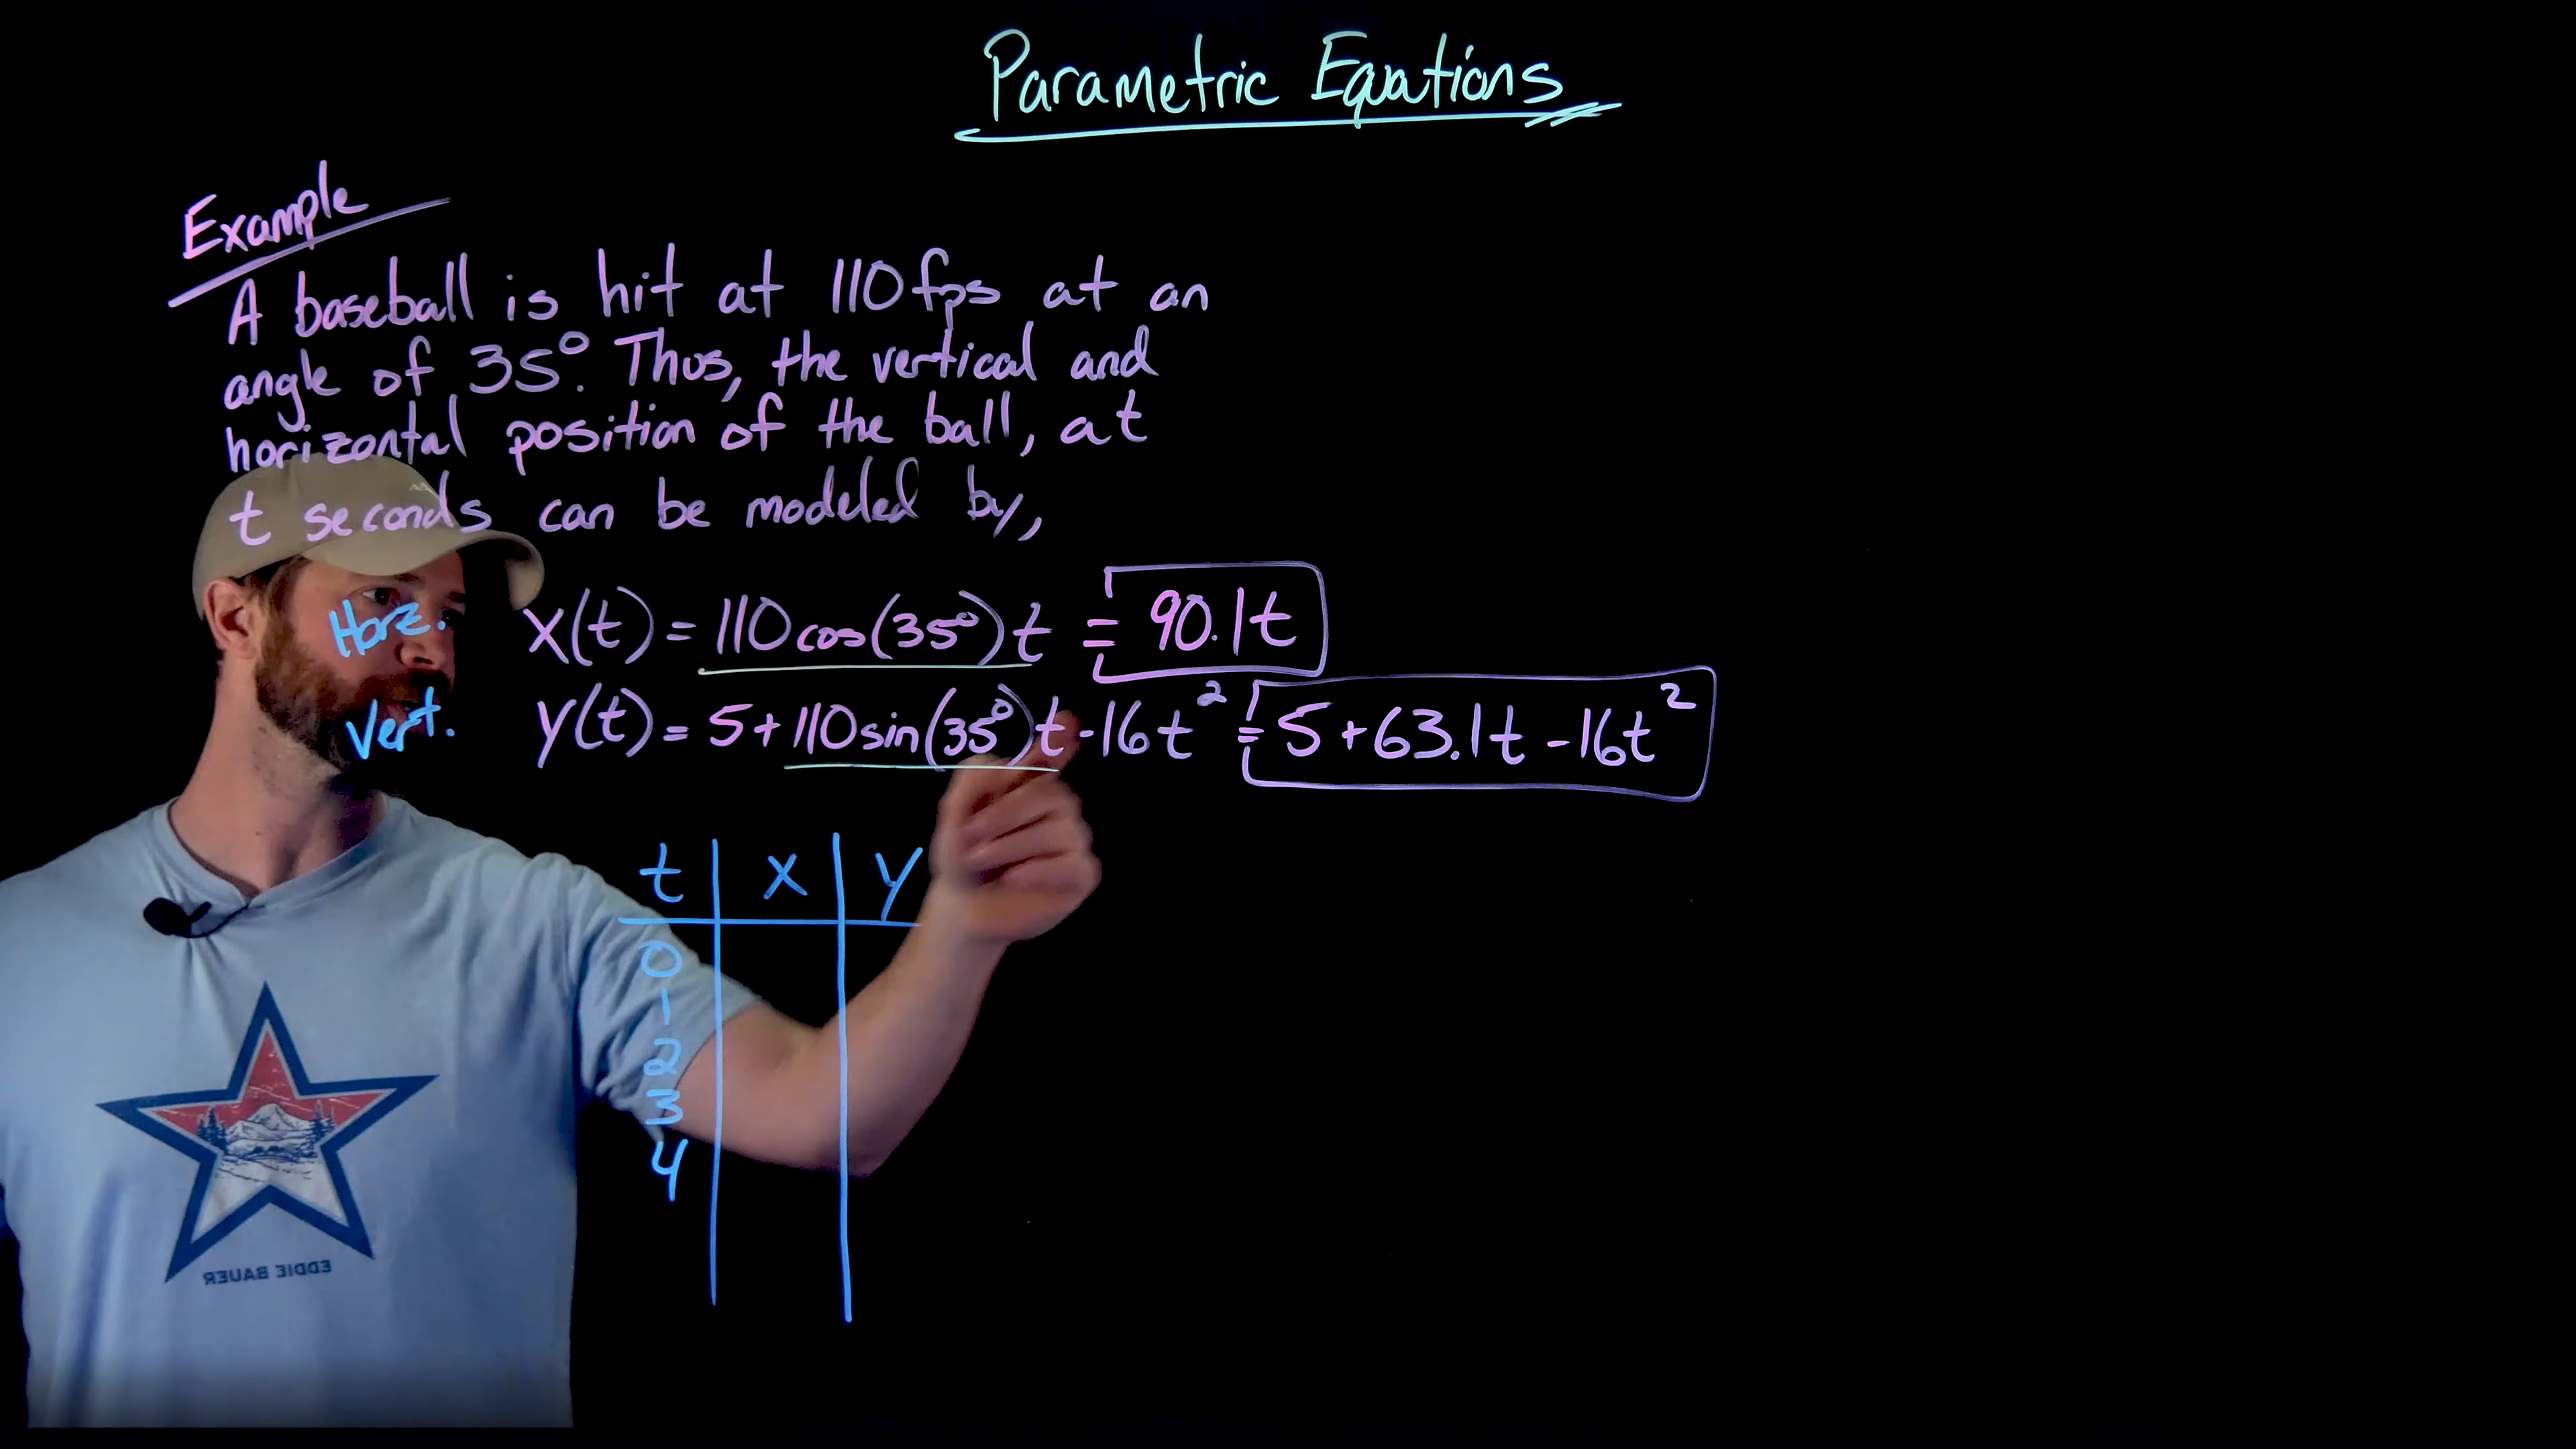 Parametric Equations
Example
A baseball is hit at 110fps at an
angle of 35°. Thus, the vertical and
horizontal position of the ball, at
t seconds can be modeled by,
Horz. x(t) = 110cos(35°)t = 90.1t
Vert. y(t) = 5+110sin(35°)t-16t² = 5+63.1t-16t²
t x y
0
1
2
3
4
EDDIE BAUER